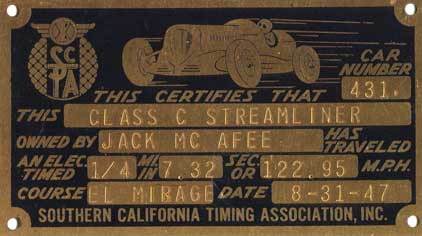 SC
TA
CAR
NUMBER
THIS CERTIFIES THAT 431.
THIS CLASS C STREAMLINER
OWNED BY JACK MC AFEE HAS
TRAVELED
AN ELEC. TIMED 1/4 MI. IN 7.32 SEC. OR 122.95 M.P.H.
COURSE EL MIRAGE DATE 8-31-47
SOUTHERN CALIFORNIA TIMING ASSOCIATION, INC.